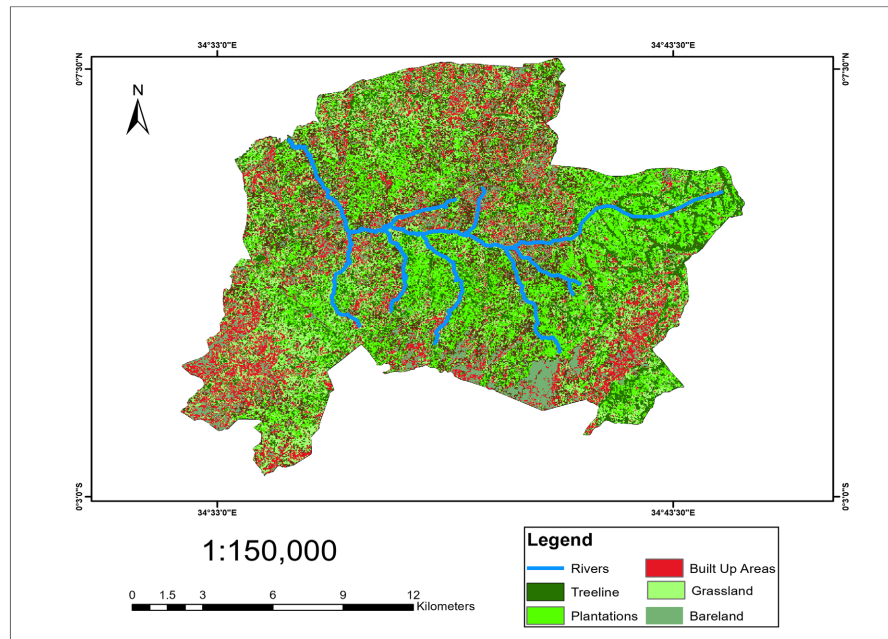 34°33'0"E 34°43'30"E
0°7'30"N 0°7'30"N
N
0°3'0"S 0°3'0"S
34°33'0"E 34°43'30"E
1:150,000
0 1.5 3 6 9 12
Kilometers
Legend
Rivers Built Up Areas
Treeline Grassland
Plantations Bareland